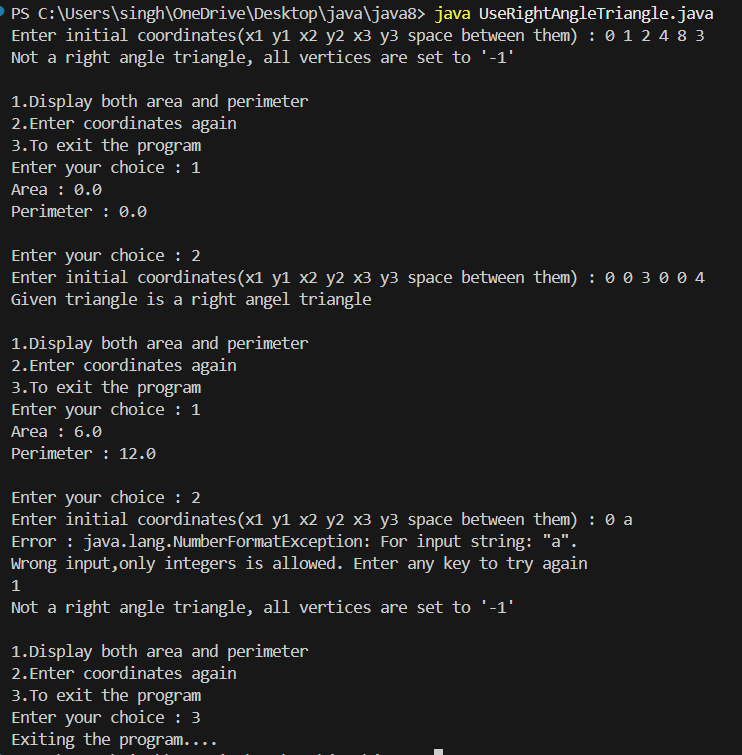 PS C:\Users\singh\OneDrive\Desktop\java\java8> java UseRightAngleTriangle.java
Enter initial coordinates(x1 y1 x2 y2 x3 y3 space between them) : 0 1 2 4 8 3
Not a right angle triangle, all vertices are set to '-1'
1.Display both area and perimeter
2.Enter coordinates again
3.To exit the program
Enter your choice : 1
Area : 0.0
Perimeter : 0.0
Enter your choice : 2
Enter initial coordinates(x1 y1 x2 y2 x3 y3 space between them) : 0 0 3 0 0 4
Given triangle is a right angel triangle
1.Display both area and perimeter
2.Enter coordinates again
3.To exit the program
Enter your choice : 1
Area : 6.0
Perimeter : 12.0
Enter your choice : 2
Enter initial coordinates(x1 y1 x2 y2 x3 y3 space between them) : 0 a
Error : java.lang.NumberFormatException: For input string: "a".
Wrong input,only integers is allowed. Enter any key to try again
1
Not a right angle triangle, all vertices are set to '-1'
1.Display both area and perimeter
2.Enter coordinates again
3.To exit the program
Enter your choice : 3
Exiting the program....